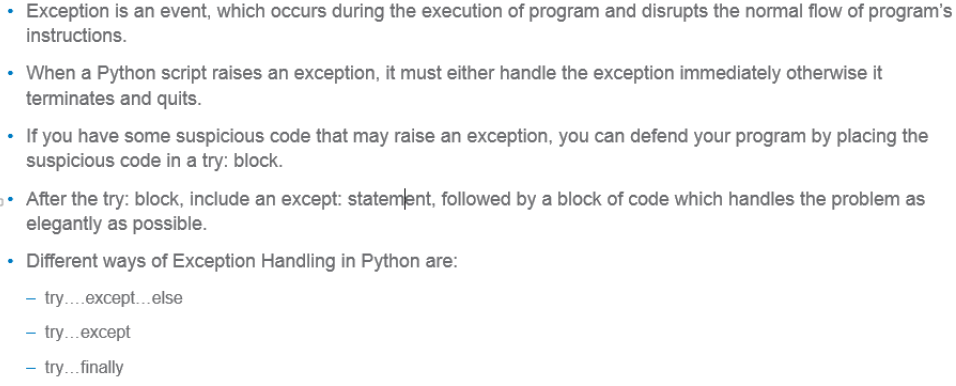 • Exception is an event, which occurs during the execution of program and disrupts the normal flow of program's
instructions.
• When a Python script raises an exception, it must either handle the exception immediately otherwise it
terminates and quits.
• If you have some suspicious code that may raise an exception, you can defend your program by placing the
suspicious code in a try: block.
• After the try: block, include an except: statement, followed by a block of code which handles the problem as
elegantly as possible.
• Different ways of Exception Handling in Python are:
– try….except…else
– try…except
– try…finally